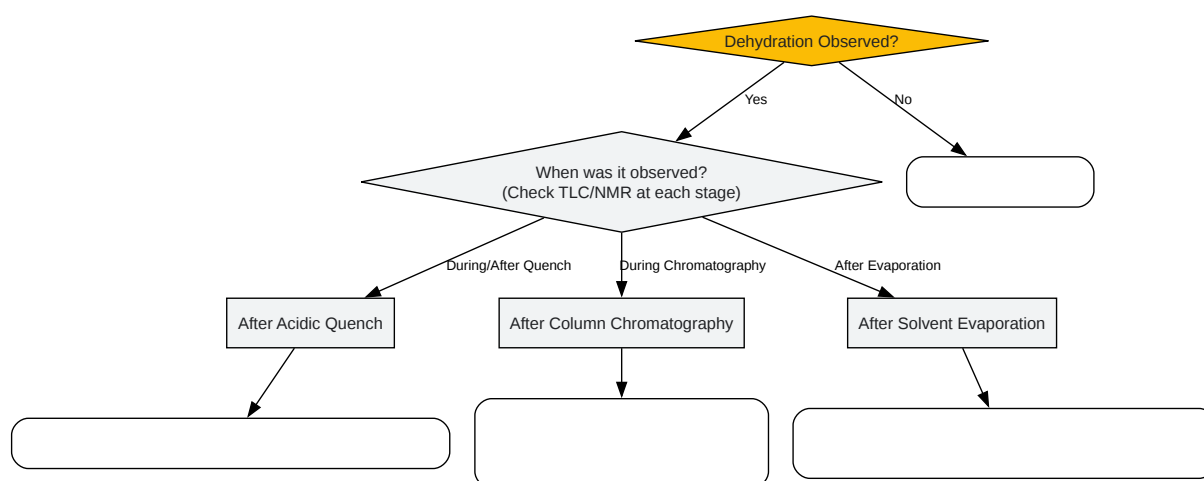 Dehydration Observed?
Yes
No
When was it observed?
(Check TLC/NMR at each stage)
During/After Quench
During Chromatography
After Evaporation
After Acidic Quench
After Column Chromatography
After Solvent Evaporation